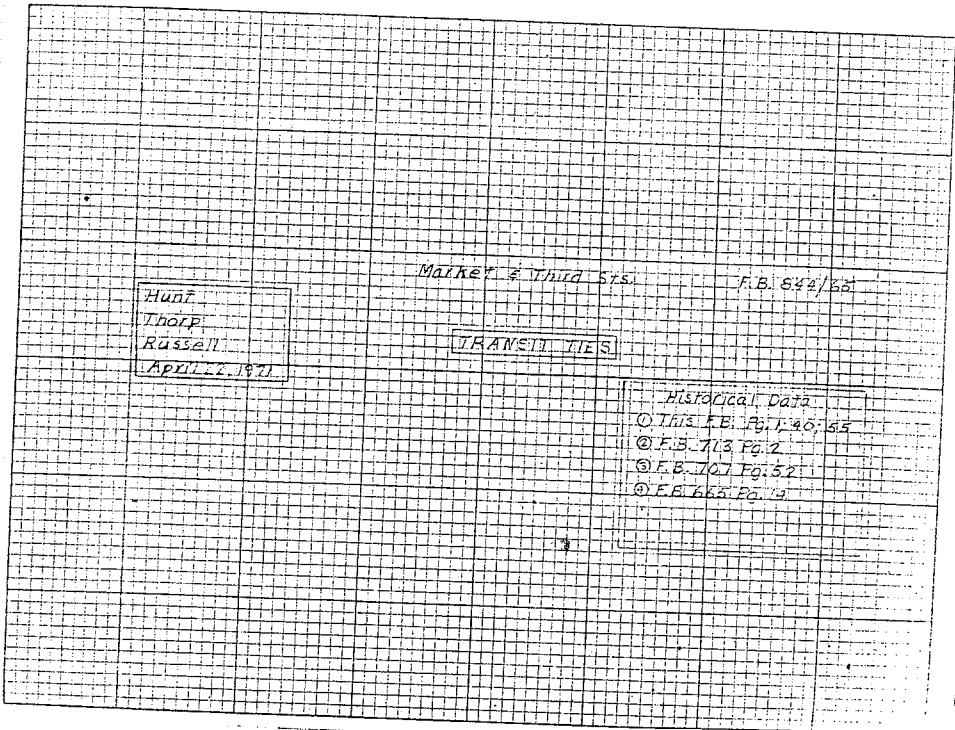 Market & Third Sts.
F.B. 844/65
Hunt
Thorp
Russell
April 22, 1971
TRANSIT TIES
Historical Data
① This F.B. Pg. 1, 40, 55
② F.B. 713 Pg. 2
③ F.B. 707 Pg. 52
④ F.B. 665 Pg. 19